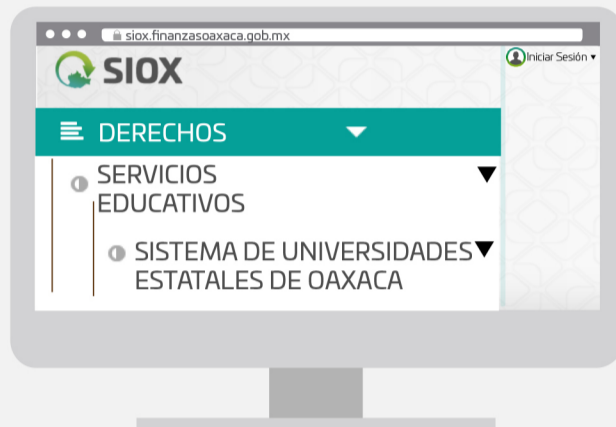 siox.finanzasoaxaca.gob.mx
SIOX
Iniciar Sesión
DERECHOS
SERVICIOS
EDUCATIVOS
SISTEMA DE UNIVERSIDADES
ESTATALES DE OAXACA